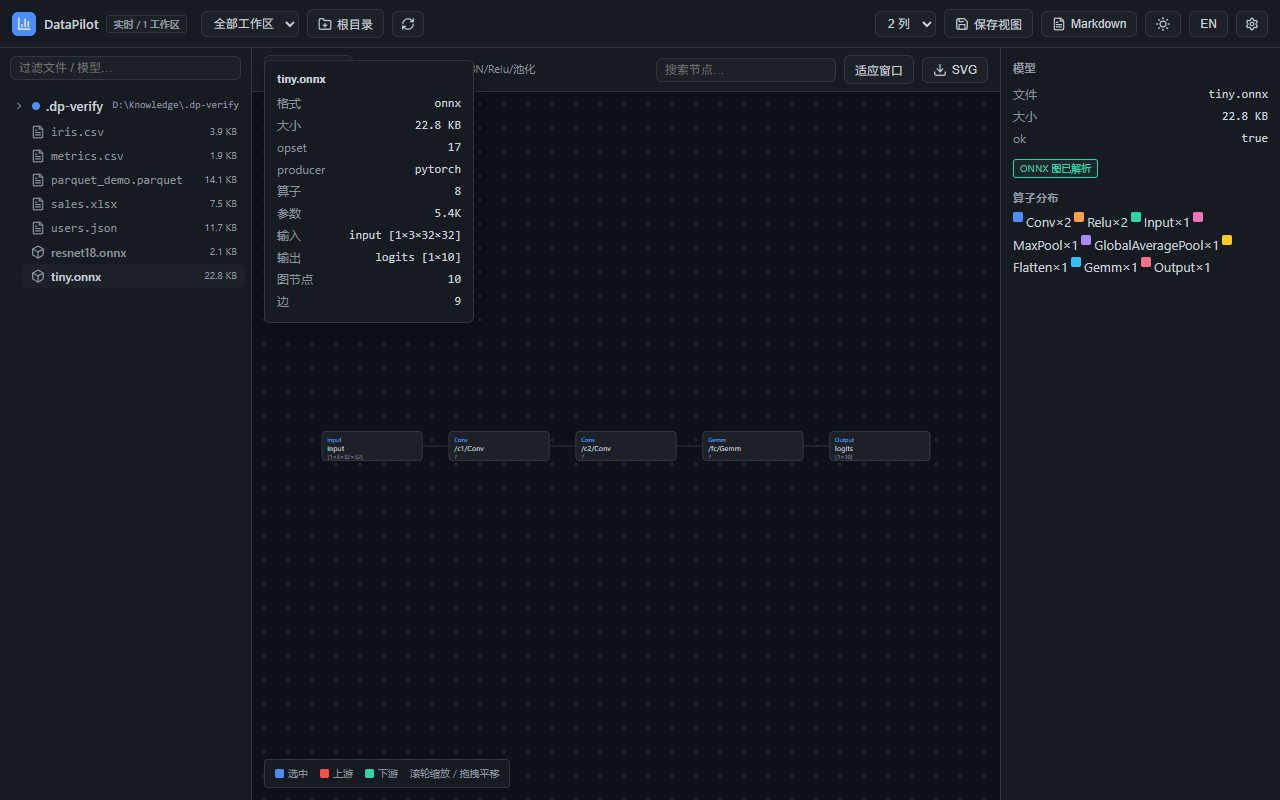 DataPilot 实时 / 1 工作区 全部工作区 根目录 2 列 保存视图 Markdown EN
过滤文件 / 模型…
.dp-verify D:\Knowledge\.dp-verify
iris.csv 3.9 KB
metrics.csv 1.9 KB
parquet_demo.parquet 14.1 KB
sales.xlsx 7.5 KB
users.json 11.7 KB
resnet18.onnx 2.1 KB
tiny.onnx 22.8 KB
/Relu/池化 搜索节点… 适应窗口 SVG
tiny.onnx
格式 onnx
大小 22.8 KB
opset 17
producer pytorch
算子 8
参数 5.4K
输入 input [1×3×32×32]
输出 logits [1×10]
图节点 10
边 9
Input
input
[1×3×32×32]
Conv
/c1/Conv
?
Conv
/c2/Conv
?
Gemm
/fc/Gemm
?
Output
logits
[1×10]
选中 上游 下游 滚轮缩放 / 拖拽平移
模型
文件 tiny.onnx
大小 22.8 KB
ok true
ONNX 图已解析
算子分布
Conv×2 Relu×2 Input×1
MaxPool×1 GlobalAveragePool×1
Flatten×1 Gemm×1 Output×1